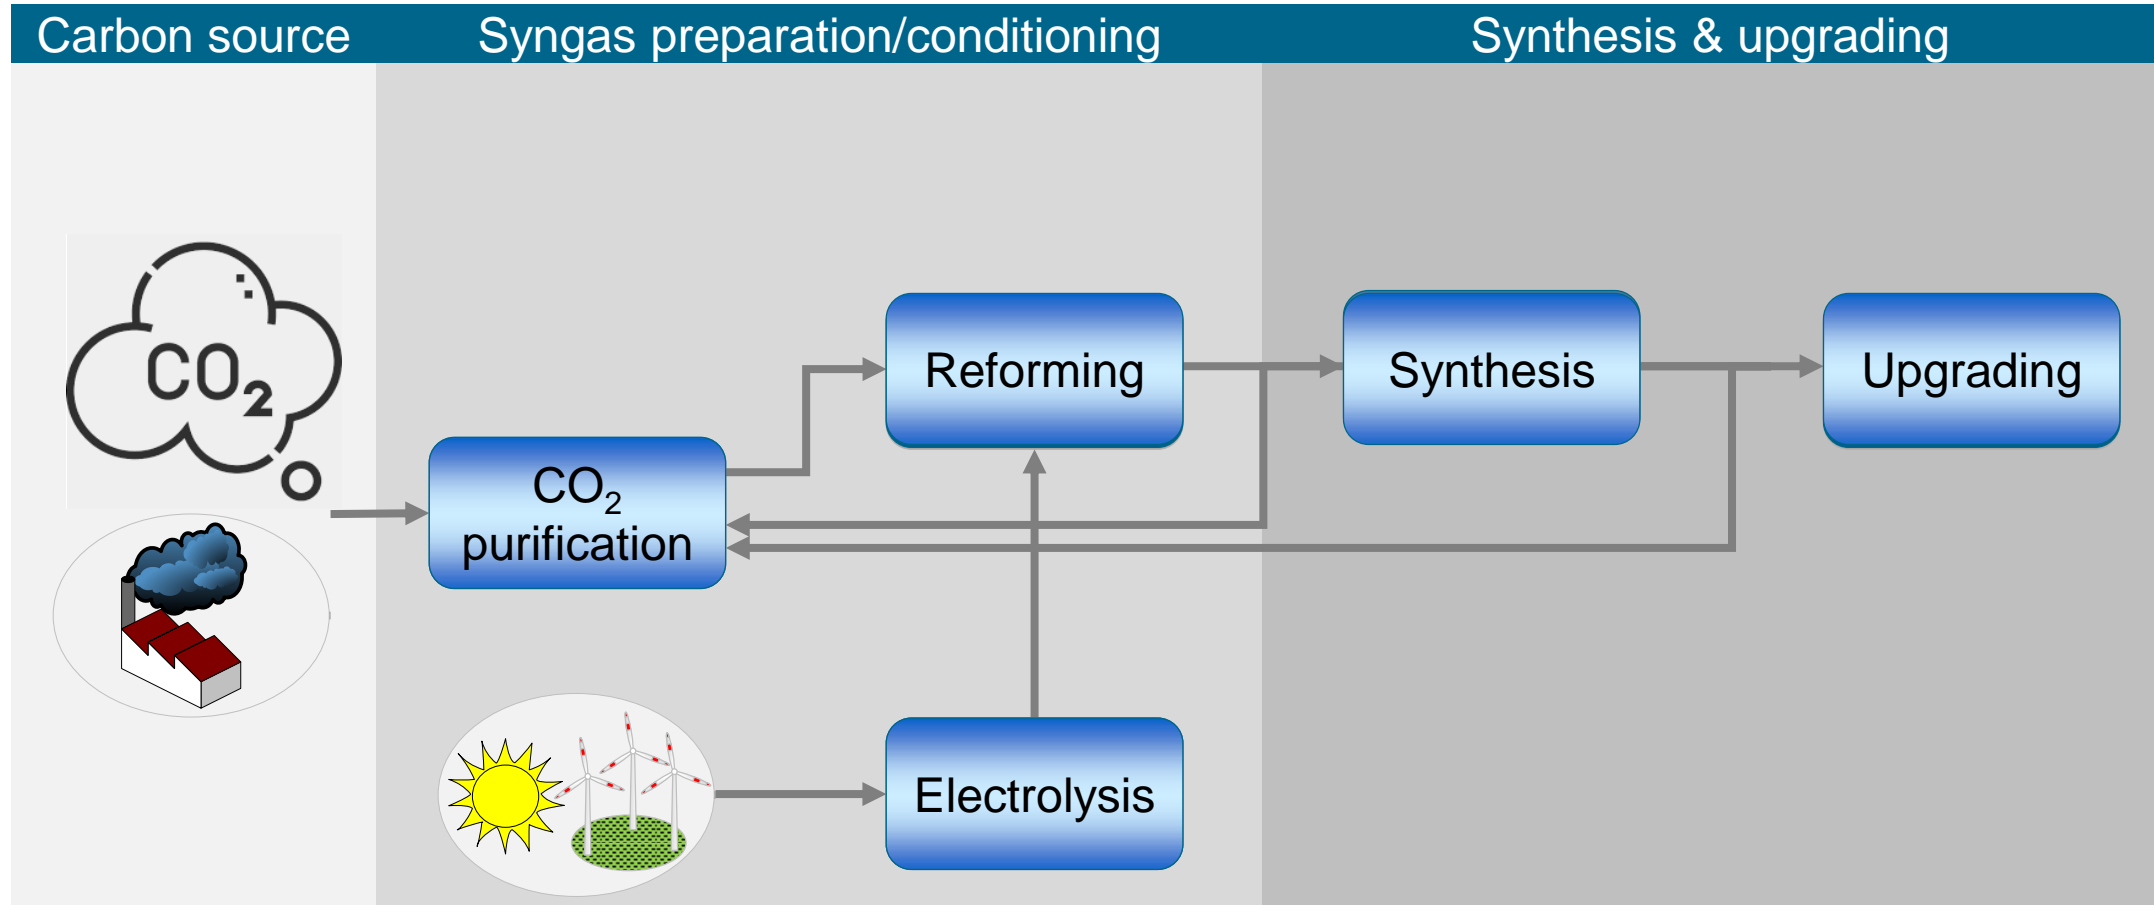 Carbon source
Syngas preparation/conditioning
Synthesis & upgrading
CO₂
Reforming
Synthesis
Upgrading
CO₂
purification
Electrolysis